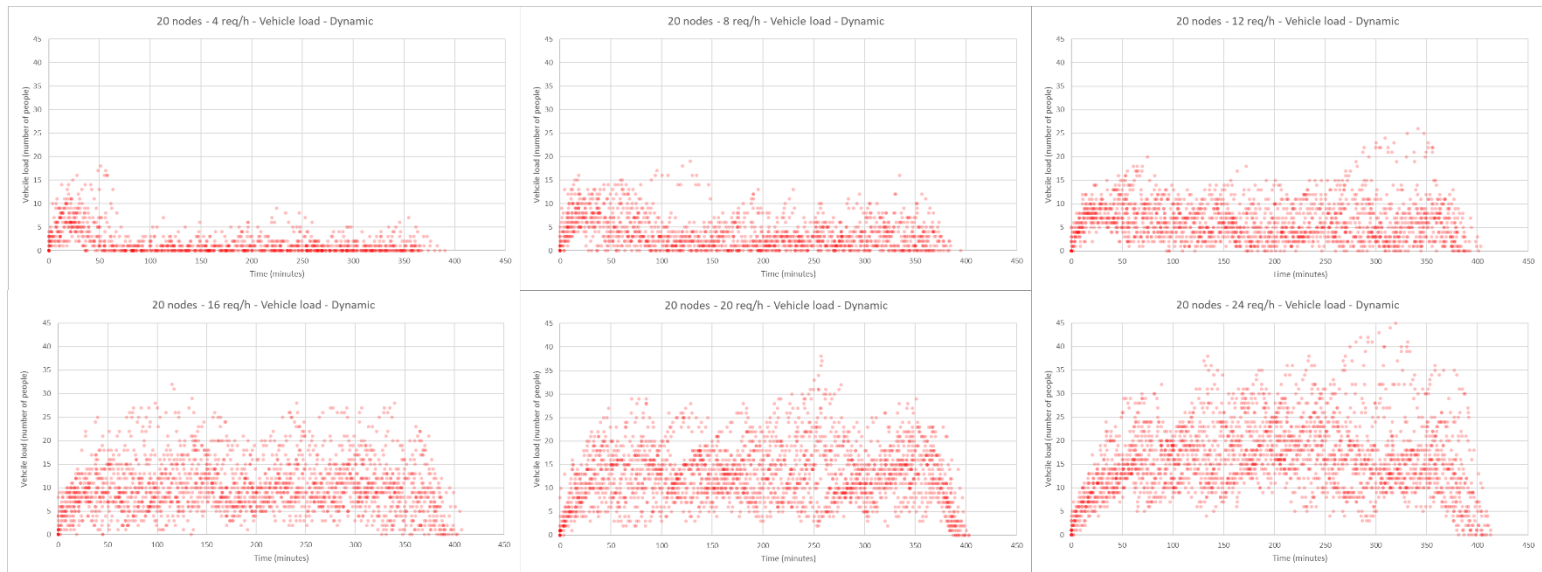 20 nodes - 4 req/h - Vehicle load - Dynamic
Vehcile load (number of people)
45
40
35
30
25
20
15
10
5
0
0 50 100 150 200 250 300 350 400 450
Time (minutes)
20 nodes - 8 req/h - Vehicle load - Dynamic
Vehcile load (number of people)
45
40
35
30
25
20
15
10
5
0
0 50 100 150 200 250 300 350 400 450
Time (minutes)
20 nodes - 12 req/h - Vehicle load - Dynamic
Vehcile load (number of people)
45
40
35
30
25
20
15
10
5
0
0 50 100 150 200 250 300 350 400 450
Time (minutes)
20 nodes - 16 req/h - Vehicle load - Dynamic
Vehcile load (number of people)
45
40
35
30
25
20
15
10
5
0
0 50 100 150 200 250 300 350 400 450
Time (minutes)
20 nodes - 20 req/h - Vehicle load - Dynamic
Vehcile load (number of people)
45
40
35
30
25
20
15
10
5
0
0 50 100 150 200 250 300 350 400 450
Time (minutes)
20 nodes - 24 req/h - Vehicle load - Dynamic
Vehcile load (number of people)
45
40
35
30
25
20
15
10
5
0
0 50 100 150 200 250 300 350 400 450
Time (minutes)